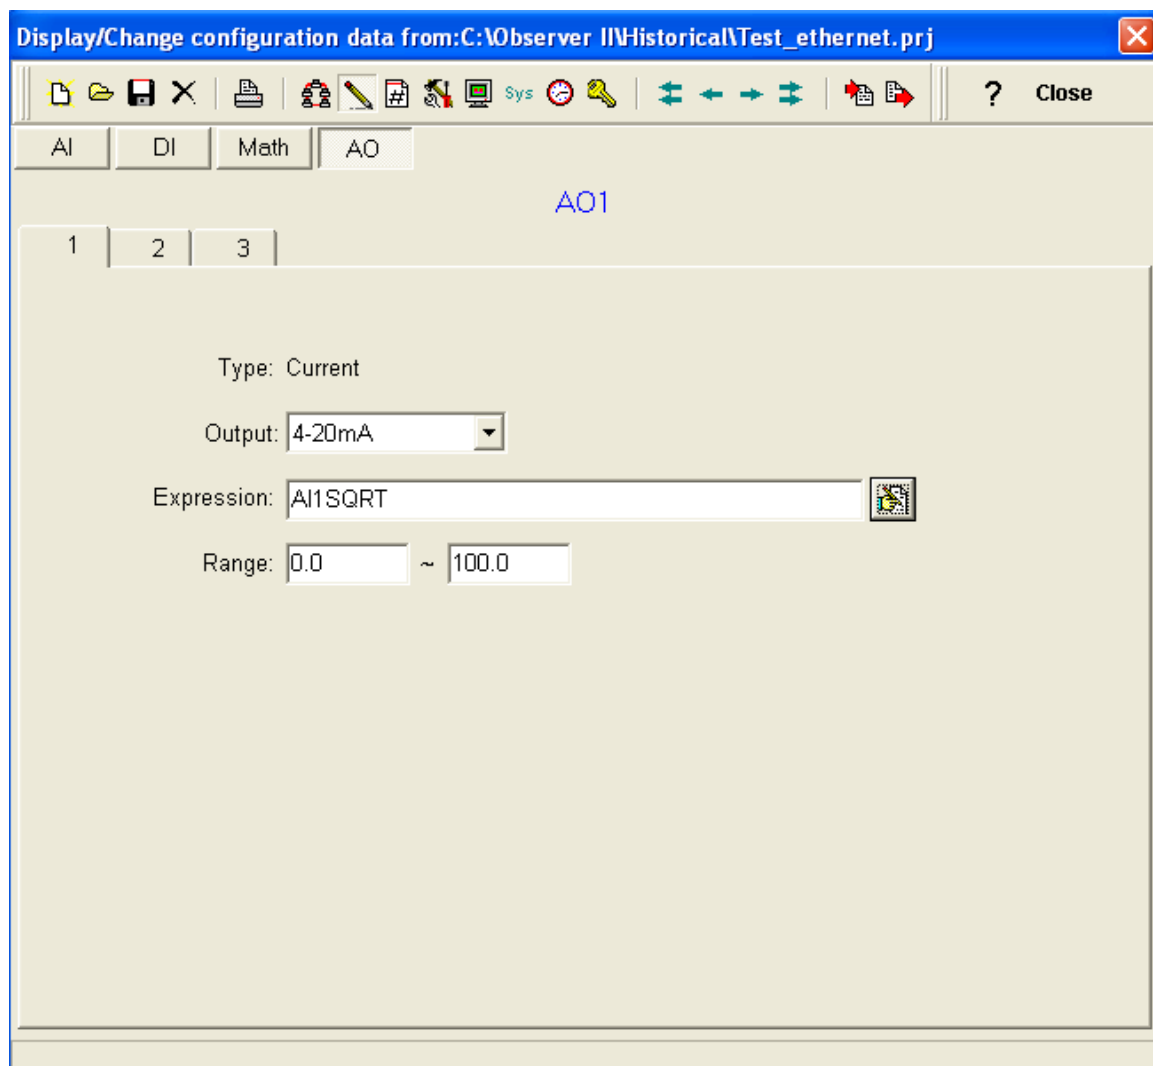 Display/Change configuration data from:C:\Observer II\Historical\Test_ethernet.prj
Sys ? Close
AI DI Math AO
AO1
1 2 3
Type: Current
Output: 4-20mA
Expression: AI1SQRT
Range: 0.0 ~ 100.0